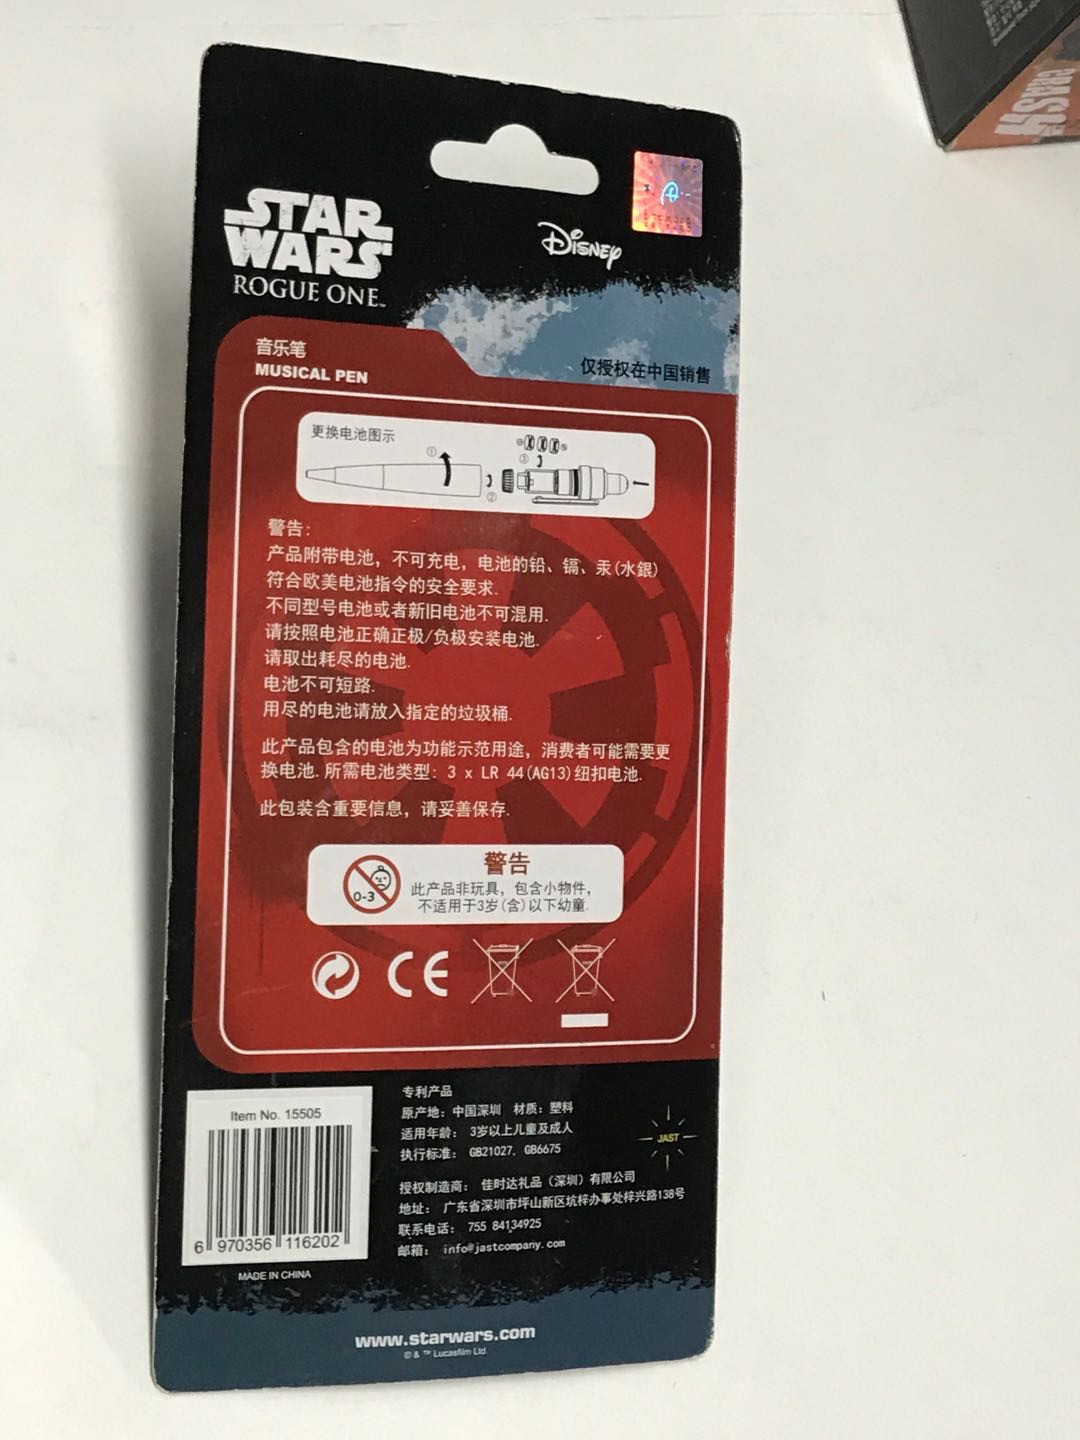 STAR
WARS
ROGUE ONE™
Disney
CRASH
音乐笔
MUSICAL PEN
仅授权在中国销售
更换电池图示
①
②
③
警告:
产品附带电池，不可充电，电池的铅、镉、汞(水銀)
符合欧美电池指令的安全要求.
不同型号电池或者新旧电池不可混用.
请按照电池正确正极/负极安装电池.
请取出耗尽的电池.
电池不可短路.
用尽的电池请放入指定的垃圾桶.
此产品包含的电池为功能示范用途，消费者可能需要更
换电池.所需电池类型: 3 x LR 44(AG13)纽扣电池.
此包装含重要信息，请妥善保存.
0-3
警告
此产品非玩具，包含小物件，
不适用于3岁(含)以下幼童.
CE
Item No. 15505
6 970356 116202
MADE IN CHINA
专利产品
原产地：中国深圳 材质：塑料
适用年龄： 3岁以上儿童及成人
执行标准： GB21027、GB6675
JAST
授权制造商： 佳时达礼品（深圳）有限公司
地址： 广东省深圳市坪山新区坑梓办事处梓兴路138号
联系电话： 755 84134925
邮箱： info@jastcompany.com
www.starwars.com
© & ™ Lucasfilm Ltd.